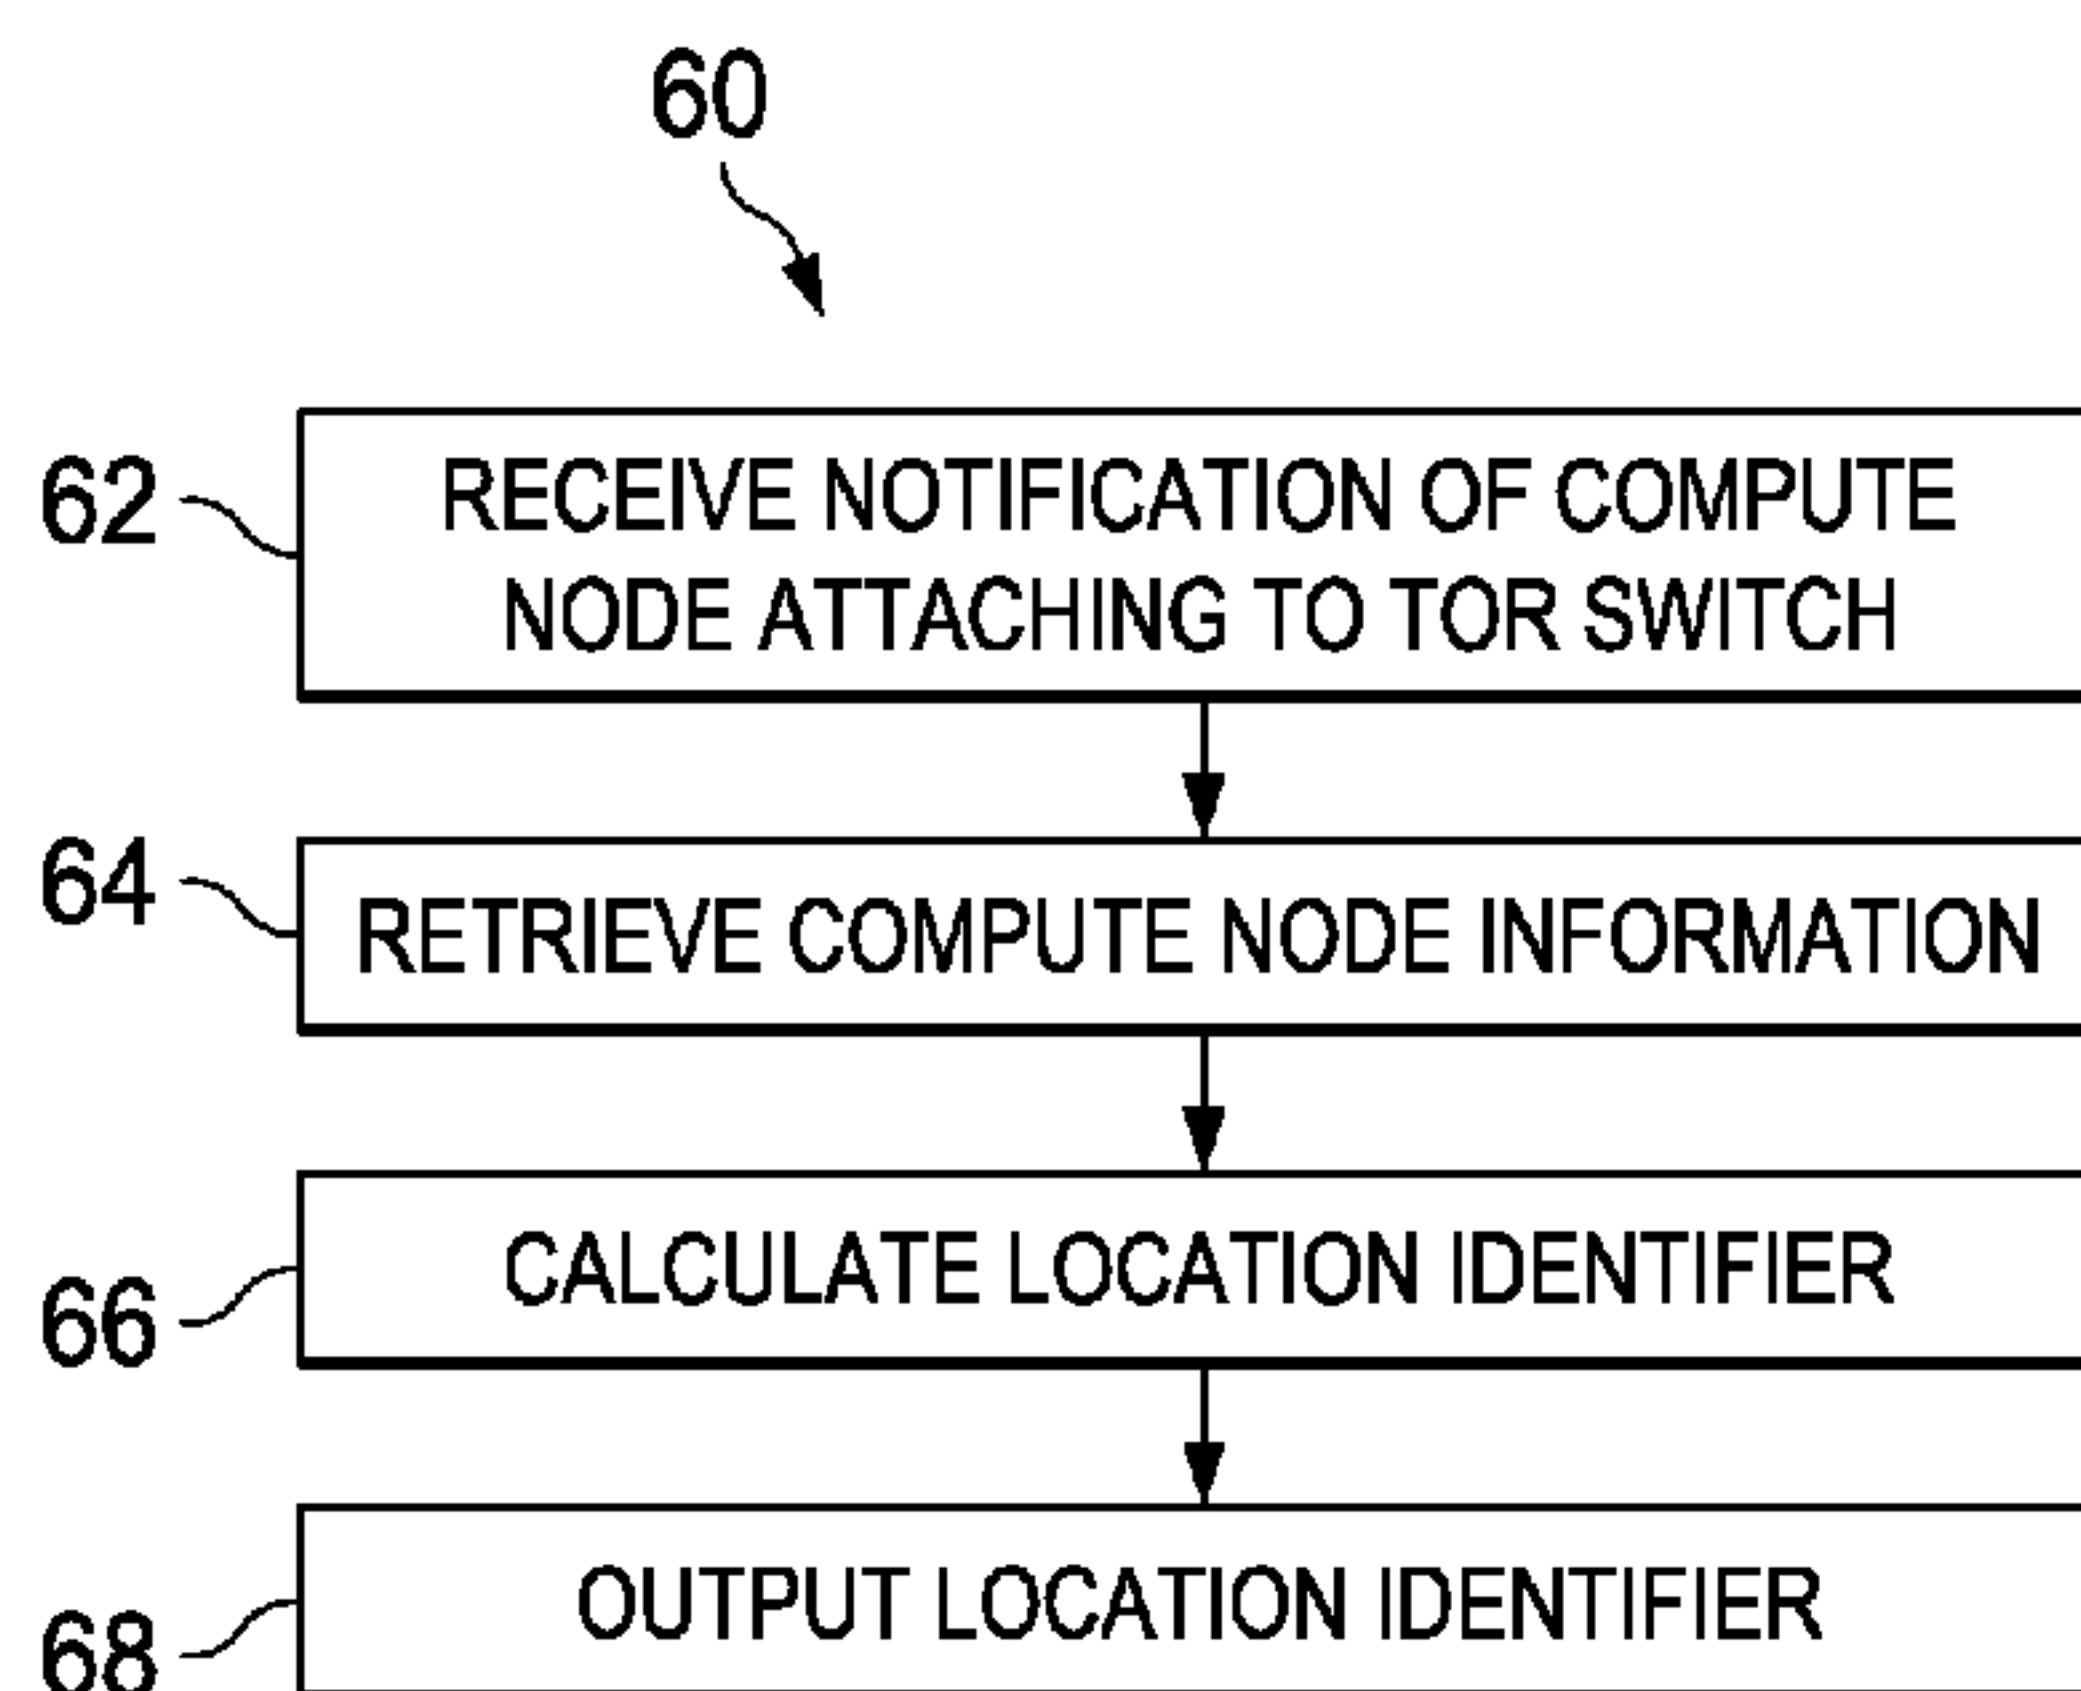 60
62
RECEIVE NOTIFICATION OF COMPUTE
NODE ATTACHING TO TOR SWITCH
64
RETRIEVE COMPUTE NODE INFORMATION
66
CALCULATE LOCATION IDENTIFIER
68
OUTPUT LOCATION IDENTIFIER